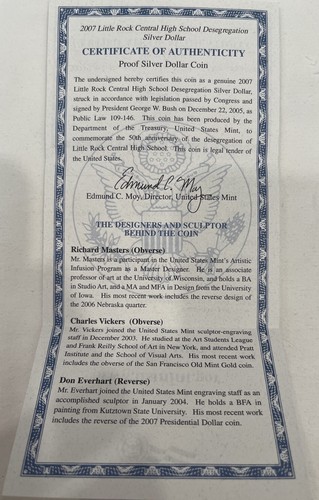 2007 Little Rock Central High School Desegregation
Silver Dollar
CERTIFICATE OF AUTHENTICITY
Proof Silver Dollar Coin
The undersigned hereby certifies this coin as a genuine 2007
Little Rock Central High School Desegregation Silver Dollar,
struck in accordance with legislation passed by Congress and
signed by President George W. Bush on December 22, 2005, as
Public Law 109-146. This coin has been produced by the
Department of the Treasury, United States Mint, to
commemorate the 50th anniversary of the desegregation of
Little Rock Central High School. This coin is legal tender of
the United States.
Edmund C. Moy
Edmund C. Moy, Director, United States Mint
THE DESIGNERS AND SCULPTOR
BEHIND THE COIN
Richard Masters (Obverse)
Mr. Masters is a participant in the United States Mint's Artistic
Infusion Program as a Master Designer. He is an associate
professor of art at the University of Wisconsin, and holds a BA
in Studio Art, and a MA and MFA in Design from the University
of Iowa. His most recent work includes the reverse design of
the 2006 Nebraska quarter.
Charles Vickers (Obverse)
Mr. Vickers joined the United States Mint sculptor-engraving
staff in December 2003. He studied at the Art Students League
and Frank Reilly School of Art in New York, and attended Pratt
Institute and the School of Visual Arts. His most recent work
includes the obverse of the San Francisco Old Mint Gold coin.
Don Everhart (Reverse)
Mr. Everhart joined the United States Mint engraving staff as an
accomplished sculptor in January 2004. He holds a BFA in
painting from Kutztown State University. His most recent work
includes the reverse of the 2007 Presidential Dollar coin.